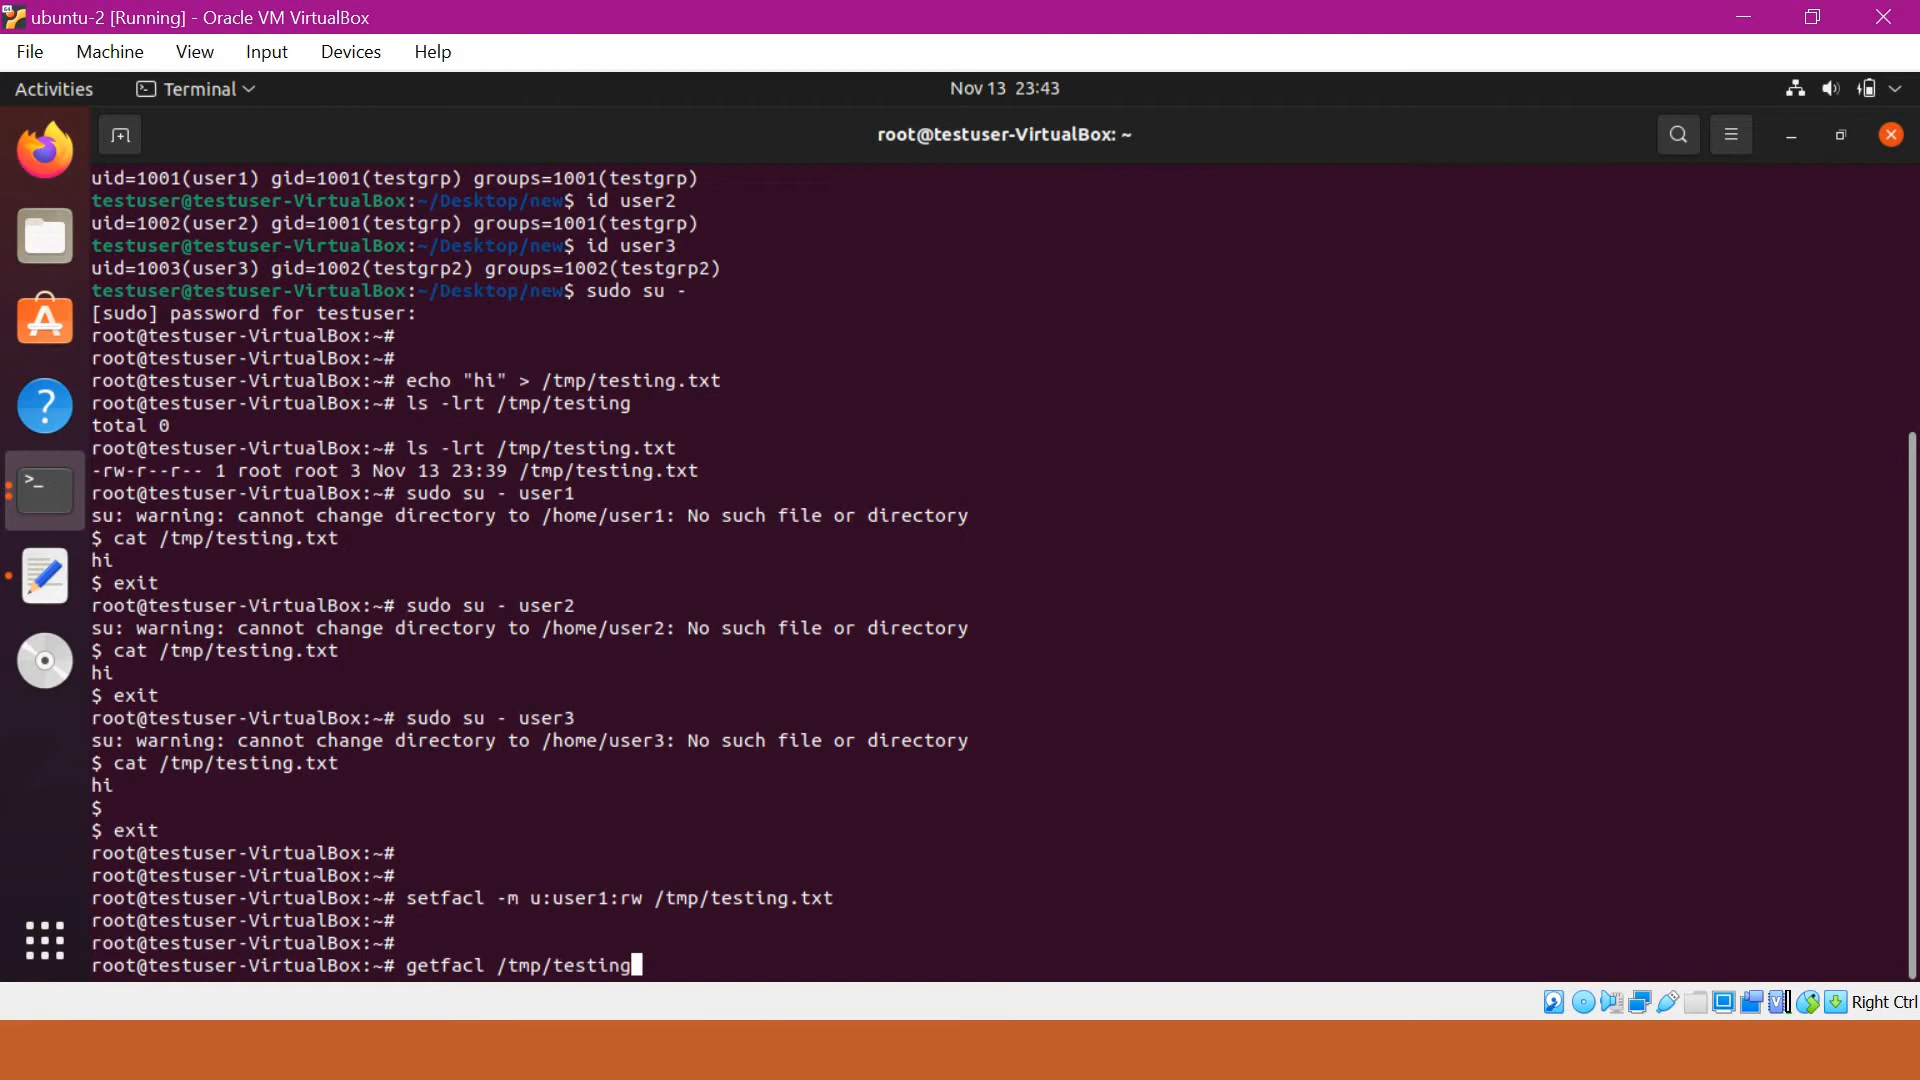 ubuntu-2 [Running] - Oracle VM VirtualBox
File Machine View Input Devices Help
Activities Terminal Nov 13 23:43
root@testuser-VirtualBox: ~
uid=1001(user1) gid=1001(testgrp) groups=1001(testgrp)
testuser@testuser-VirtualBox:~/Desktop/new$ id user2
uid=1002(user2) gid=1001(testgrp) groups=1001(testgrp)
testuser@testuser-VirtualBox:~/Desktop/new$ id user3
uid=1003(user3) gid=1002(testgrp2) groups=1002(testgrp2)
testuser@testuser-VirtualBox:~/Desktop/new$ sudo su -
[sudo] password for testuser:
root@testuser-VirtualBox:~#
root@testuser-VirtualBox:~#
root@testuser-VirtualBox:~# echo "hi" > /tmp/testing.txt
root@testuser-VirtualBox:~# ls -lrt /tmp/testing
total 0
root@testuser-VirtualBox:~# ls -lrt /tmp/testing.txt
-rw-r--r-- 1 root root 3 Nov 13 23:39 /tmp/testing.txt
root@testuser-VirtualBox:~# sudo su - user1
su: warning: cannot change directory to /home/user1: No such file or directory
$ cat /tmp/testing.txt
hi
$ exit
root@testuser-VirtualBox:~# sudo su - user2
su: warning: cannot change directory to /home/user2: No such file or directory
$ cat /tmp/testing.txt
hi
$ exit
root@testuser-VirtualBox:~# sudo su - user3
su: warning: cannot change directory to /home/user3: No such file or directory
$ cat /tmp/testing.txt
hi
$
$ exit
root@testuser-VirtualBox:~#
root@testuser-VirtualBox:~#
root@testuser-VirtualBox:~# setfacl -m u:user1:rw /tmp/testing.txt
root@testuser-VirtualBox:~#
root@testuser-VirtualBox:~#
root@testuser-VirtualBox:~# getfacl /tmp/testing
Right Ctrl